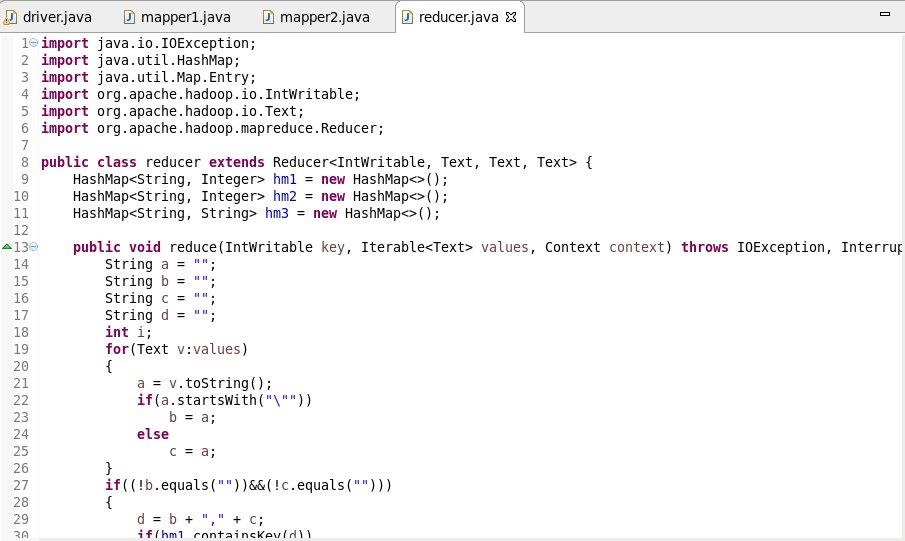 driver.java mapper1.java mapper2.java reducer.java
1 import java.io.IOException;
2 import java.util.HashMap;
3 import java.util.Map.Entry;
4 import org.apache.hadoop.io.IntWritable;
5 import org.apache.hadoop.io.Text;
6 import org.apache.hadoop.mapreduce.Reducer;
7
8 public class reducer extends Reducer<IntWritable, Text, Text, Text> {
9     HashMap<String, Integer> hm1 = new HashMap<>();
10     HashMap<String, Integer> hm2 = new HashMap<>();
11     HashMap<String, String> hm3 = new HashMap<>();
12
13     public void reduce(IntWritable key, Iterable<Text> values, Context context) throws IOException, Interrup
14         String a = "";
15         String b = "";
16         String c = "";
17         String d = "";
18         int i;
19         for(Text v:values)
20         {
21             a = v.toString();
22             if(a.startsWith("\""))
23                 b = a;
24             else
25                 c = a;
26         }
27         if((!b.equals(""))&&(!c.equals("")))
28         {
29             d = b + "," + c;
30             if(hm1.containsKey(d))